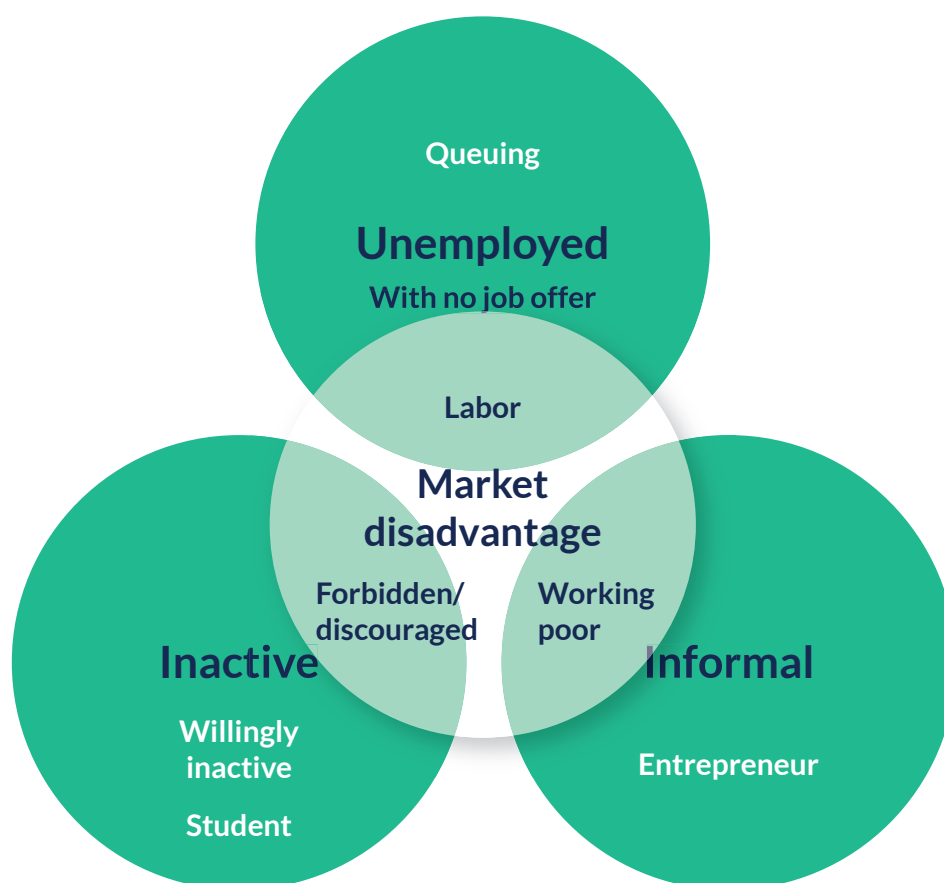 Queuing
Unemployed
With no job offer
Labor
Market
disadvantage
Forbidden/
discouraged
Working
poor
Inactive
Informal
Willingly
inactive
Student
Entrepreneur